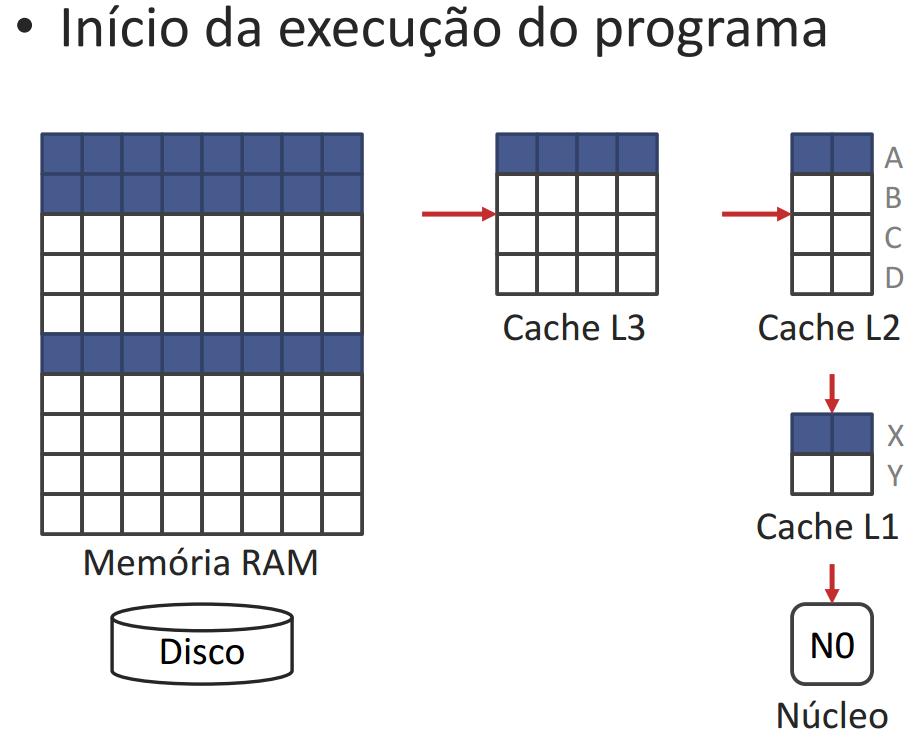 • Início da execução do programa
A
B
C
D
Cache L3
Cache L2
X
Y
Cache L1
Memória RAM
Disco
N0
Núcleo